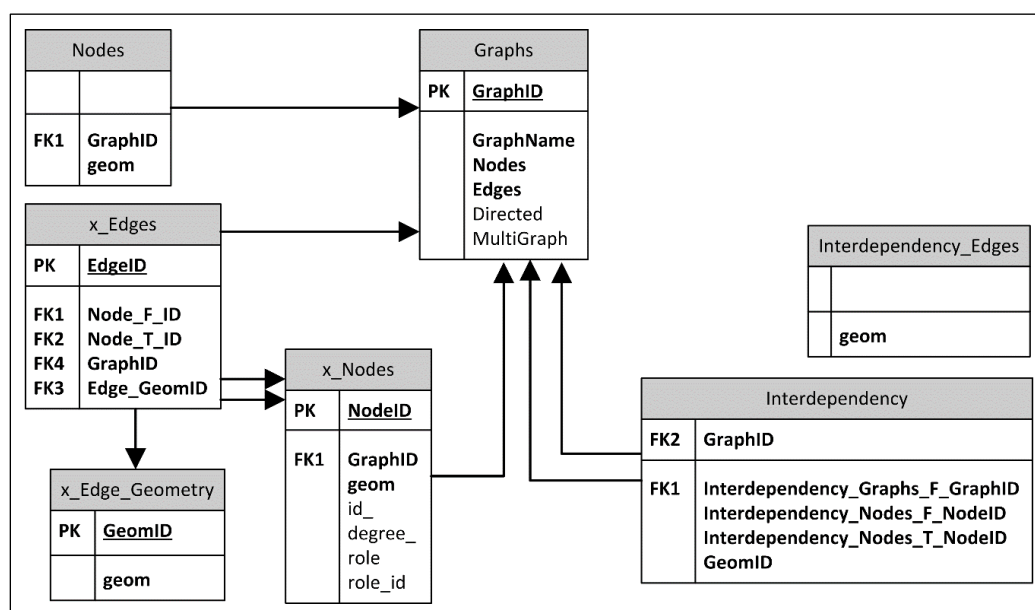 Nodes
FK1 GraphID
geom
Graphs
PK GraphID
GraphName
Nodes
Edges
Directed
MultiGraph
x_Edges
PK EdgeID
FK1 Node_F_ID
FK2 Node_T_ID
FK4 GraphID
FK3 Edge_GeomID
Interdependency_Edges
geom
x_Nodes
PK NodeID
FK1 GraphID
geom
id_
degree_
role
role_id
Interdependency
FK2 GraphID
FK1 Interdependency_Graphs_F_GraphID
Interdependency_Nodes_F_NodeID
Interdependency_Nodes_T_NodeID
GeomID
x_Edge_Geometry
PK GeomID
geom